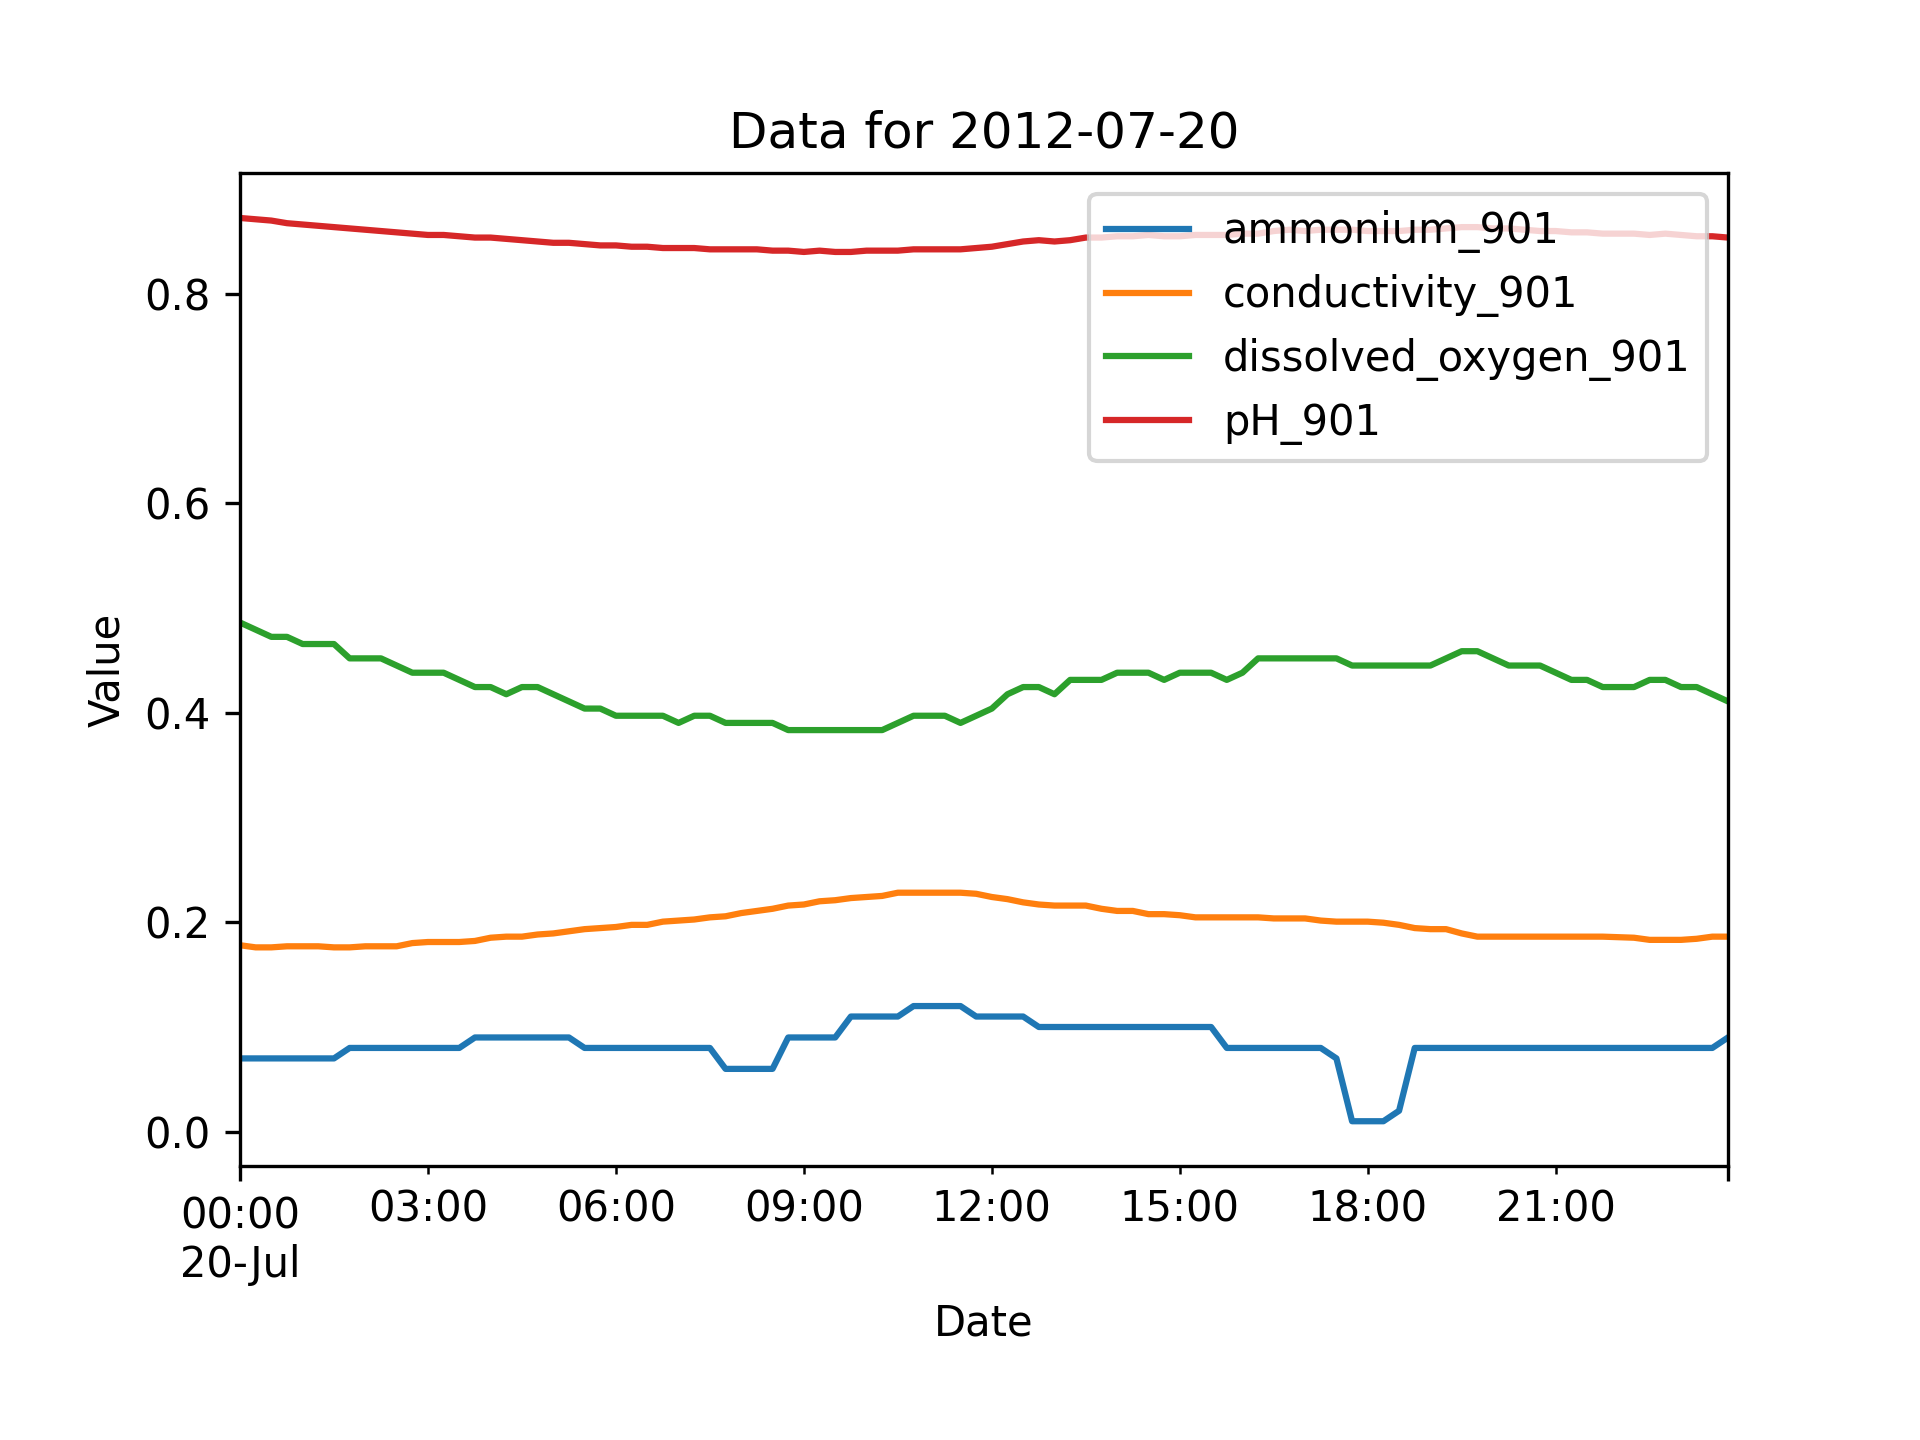 Data for 2012-07-20
ammonium_901
conductivity_901
dissolved_oxygen_901
pH_901
Value
0.8
0.6
0.4
0.2
0.0
00:00 03:00 06:00 09:00 12:00 15:00 18:00 21:00
20-Jul
Date